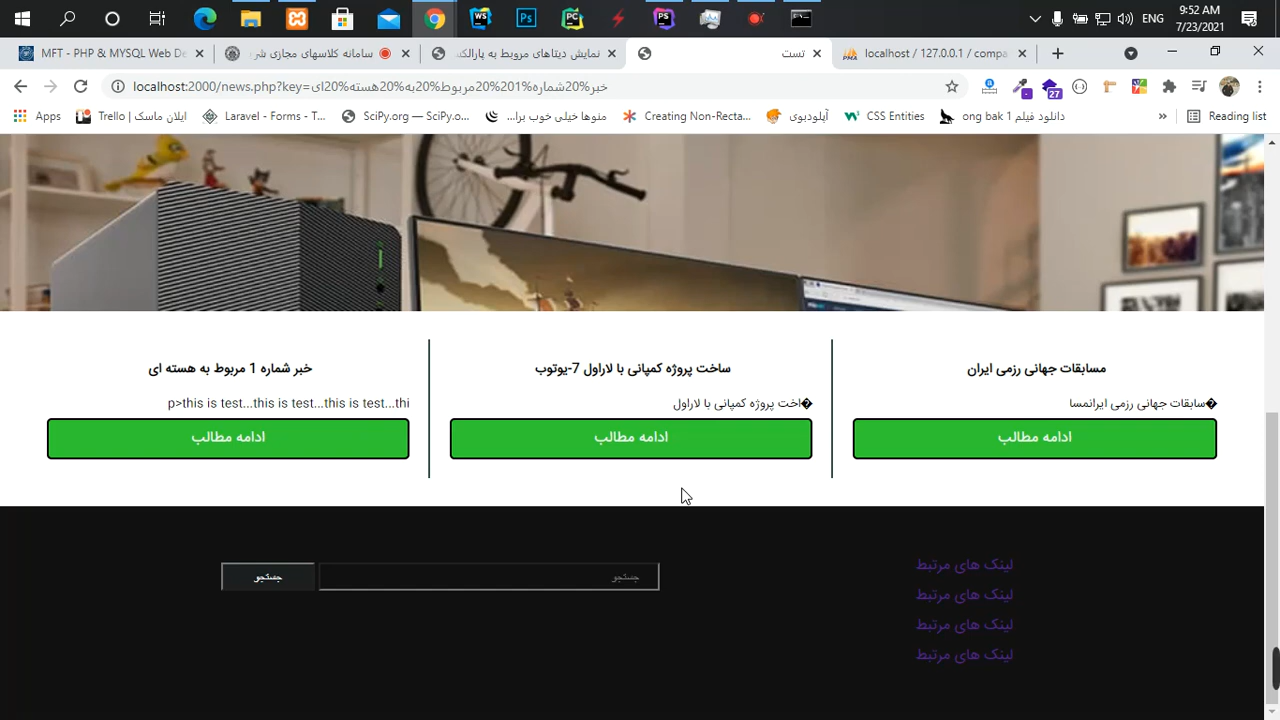 ENG
9:52 AM
7/23/2021
MFT - PHP & MYSQL Web De
سامانه کلاسهای مجازی شر
نمایش دیتاهای مربوط به پارالکت
تست
localhost / 127.0.0.1 / compa
localhost:2000/news.php?key=خبر%20شماره%201%20مربوط%20به%20هسته%20ای
Apps
ایلان ماسک | Trello
Laravel - Forms - T...
SciPy.org — SciPy.o...
منوها خیلی خوب برا...
Creating Non-Recta...
آپلودبوی
CSS Entities
دانلود فیلم ong bak 1
»
Reading list
27
مسابقات جهانی رزمی ایران
�سابقات جهانی رزمی ایرانمسا
ادامه مطالب
ساخت پروژه کمپانی با لاراول 7-یوتوب
�اخت پروژه کمپانی با لاراول
ادامه مطالب
خبر شماره 1 مربوط به هسته ای
p>this is test...this is test...this is test...thi
ادامه مطالب
لینک های مرتبط
لینک های مرتبط
لینک های مرتبط
لینک های مرتبط
جستجو
جستجو